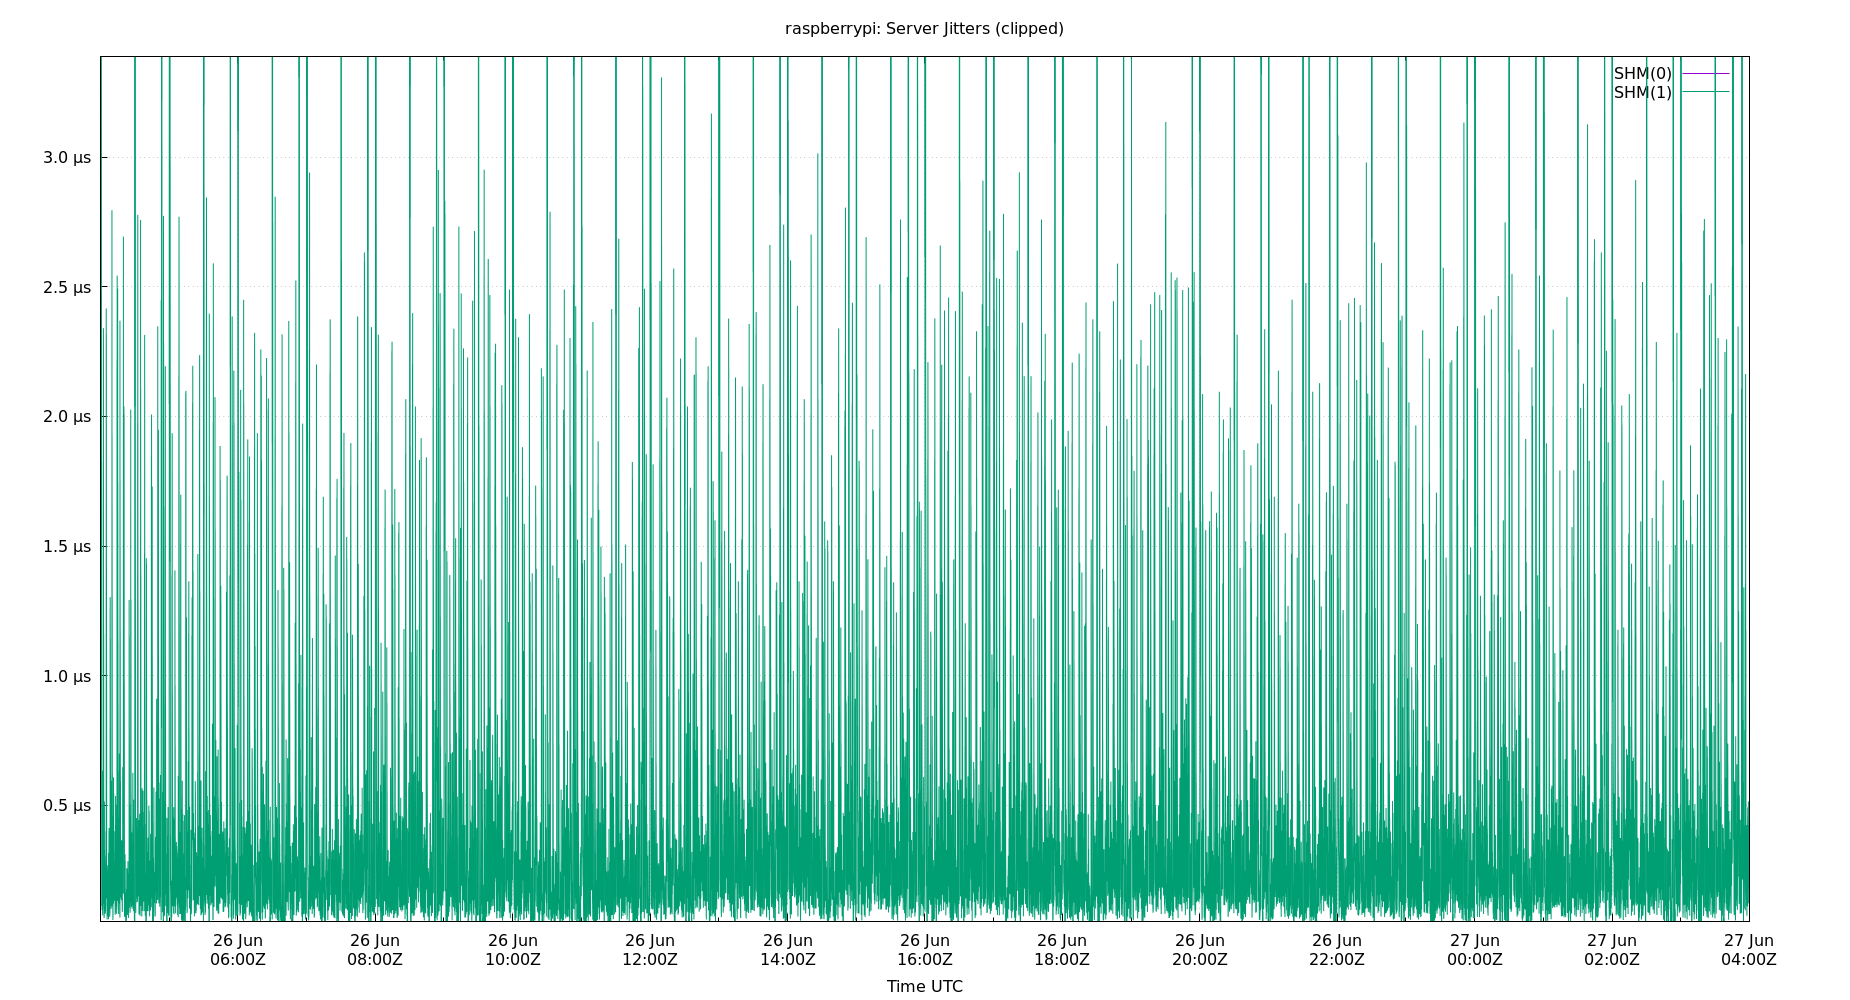 raspberrypi: Server Jitters (clipped)
SHM(0)
SHM(1)
3.0 µs
2.5 µs
2.0 µs
1.5 µs
1.0 µs
0.5 µs
26 Jun 26 Jun 26 Jun 26 Jun 26 Jun 26 Jun 26 Jun 26 Jun 26 Jun 27 Jun 27 Jun 27 Jun
06:00Z 08:00Z 10:00Z 12:00Z 14:00Z 16:00Z 18:00Z 20:00Z 22:00Z 00:00Z 02:00Z 04:00Z
Time UTC